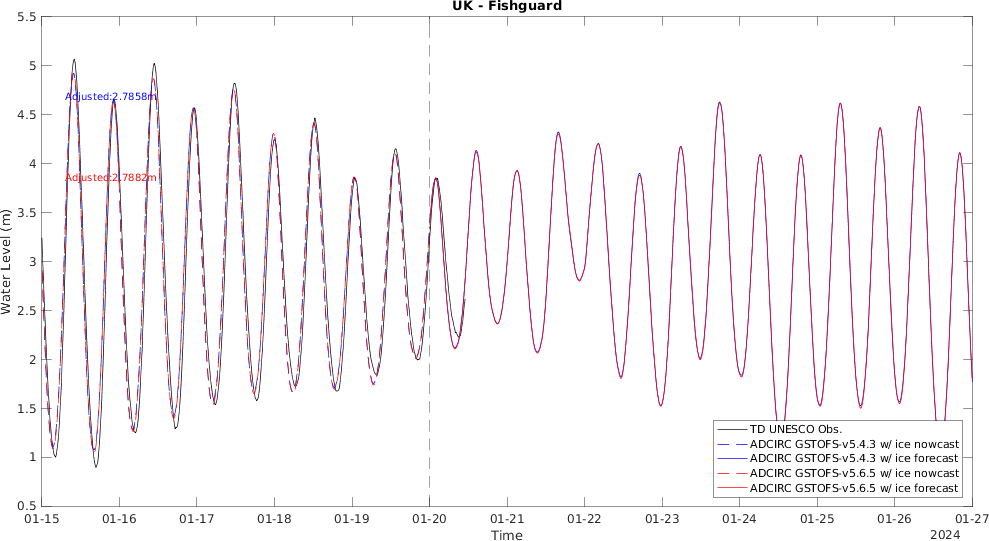 UK - Fishguard
5.5
5
4.5
4
3.5
3
2.5
2
1.5
1
0.5
Water Level (m)
Adjusted:2.7858m
Adjusted:2.7882m
TD UNESCO Obs.
ADCIRC GSTOFS-v5.4.3 w/ ice nowcast
ADCIRC GSTOFS-v5.4.3 w/ ice forecast
ADCIRC GSTOFS-v5.6.5 w/ ice nowcast
ADCIRC GSTOFS-v5.6.5 w/ ice forecast
01-15 01-16 01-17 01-18 01-19 01-20 01-21 01-22 01-23 01-24 01-25 01-26 01-27
Time
2024